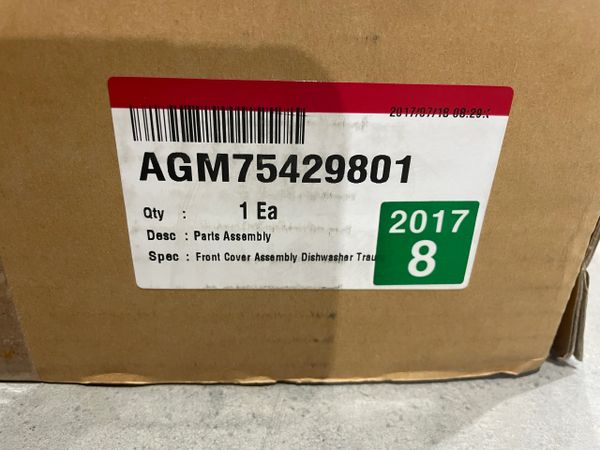 2017/07/18 08:29:
AGM75429801
Qty : 1 Ea
Desc : Parts Assembly
Spec : Front Cover Assembly Dishwasher
2017
8